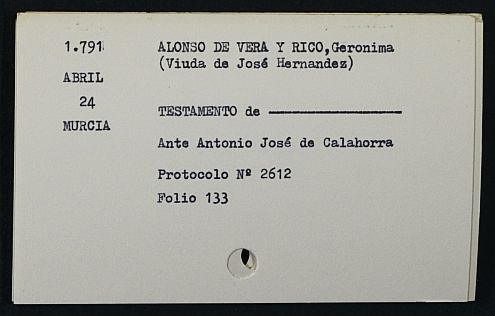 1.791 ALONSO DE VERA Y RICO,Geronima
(Viuda de José Hernandez)
ABRIL
24
TESTAMENTO de ——————————
MURCIA
Ante Antonio José de Calahorra
Protocolo Nº 2612
Folio 133